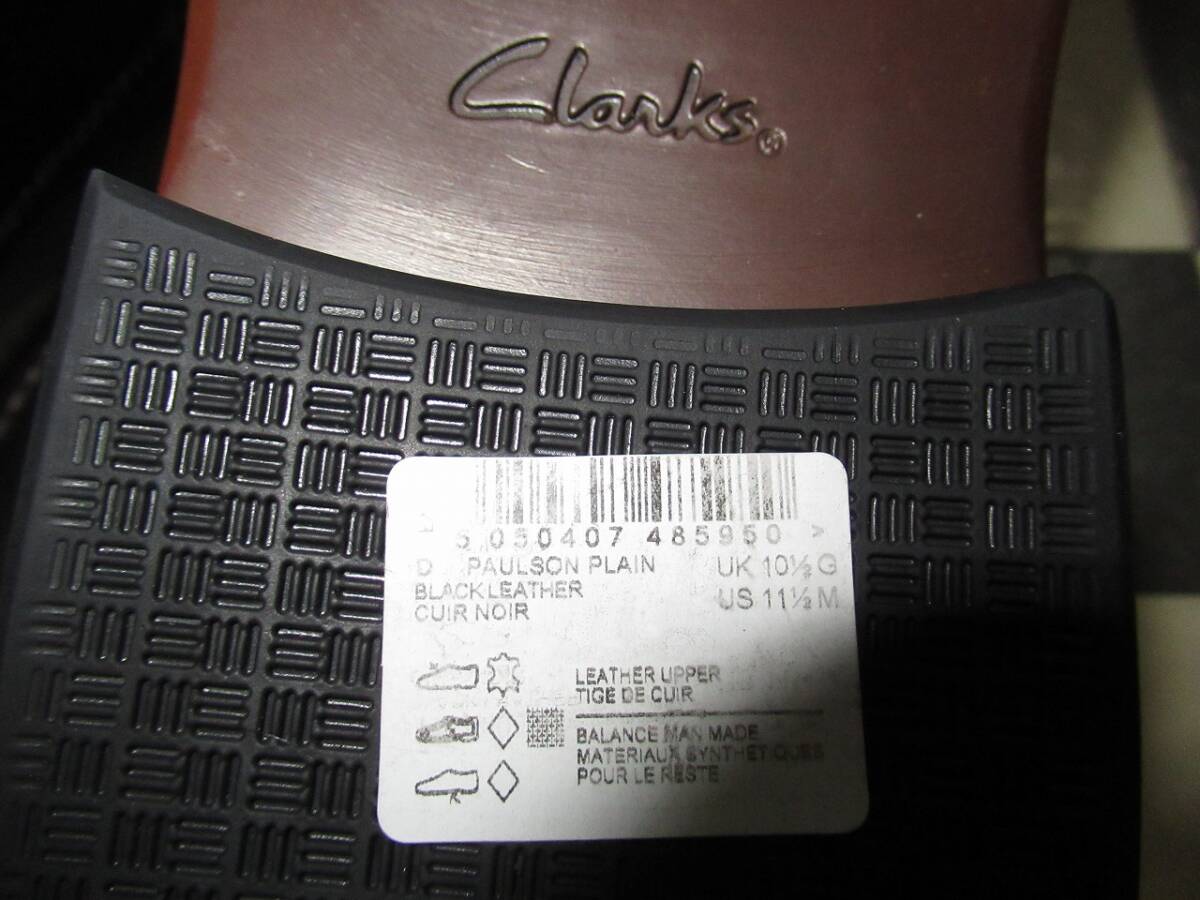 Clarks®
5 050407 485950 >
D PAULSON PLAIN UK 10½ G
BLACK LEATHER US 11½ M
CUIR NOIR
LEATHER UPPER
TIGE DE CUIR
BALANCE MAN MADE
MATERIAUX SYNTHETIQUES
POUR LE RESTE